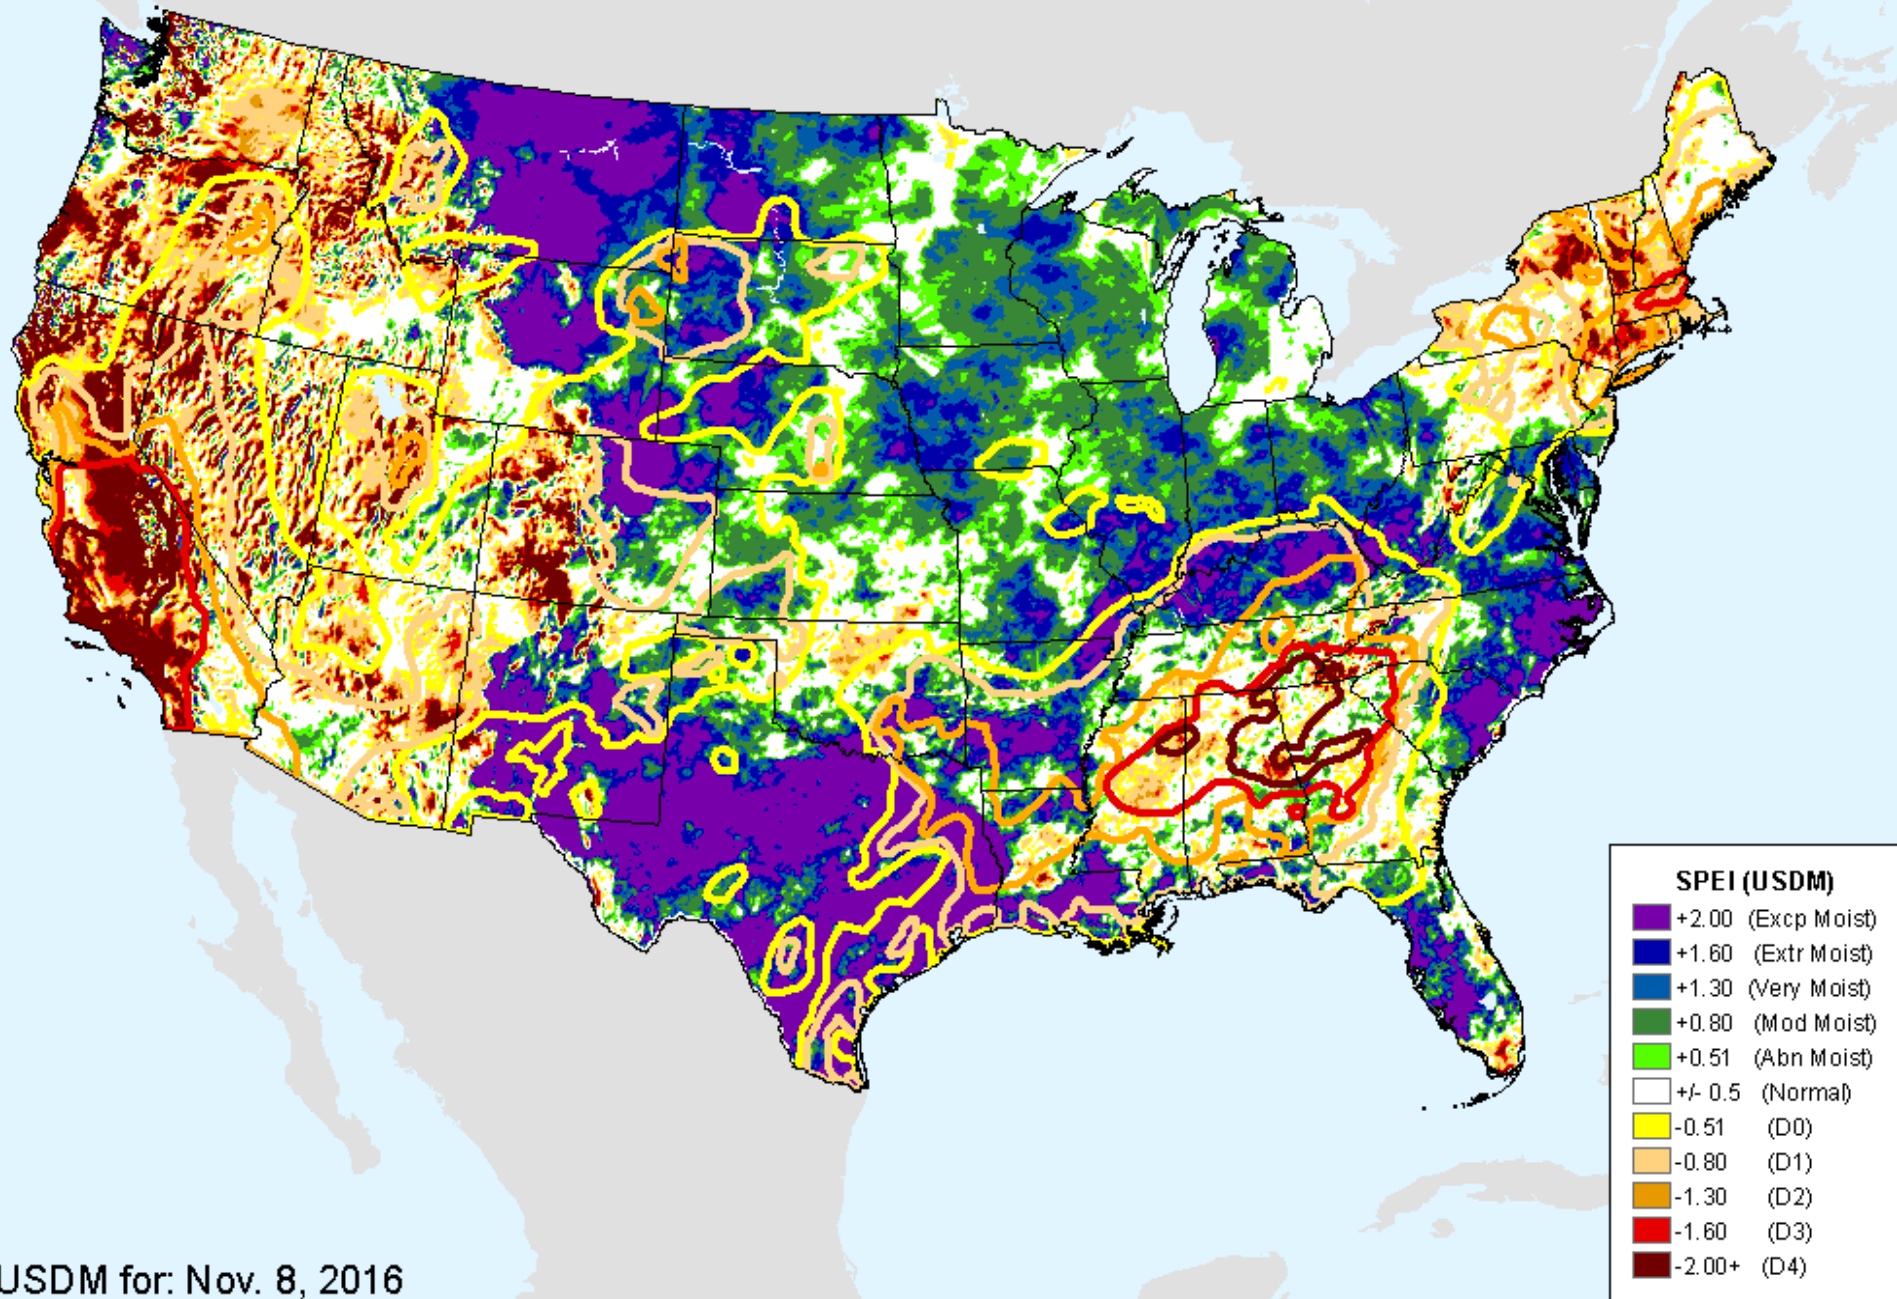 SPEI (USDM)
+2.00 (Excp Moist)
+1.60 (Extr Moist)
+1.30 (Very Moist)
+0.80 (Mod Moist)
+0.51 (Abn Moist)
+/- 0.5 (Normal)
-0.51 (D0)
-0.80 (D1)
-1.30 (D2)
-1.60 (D3)
-2.00+ (D4)
USDM for: Nov. 8, 2016